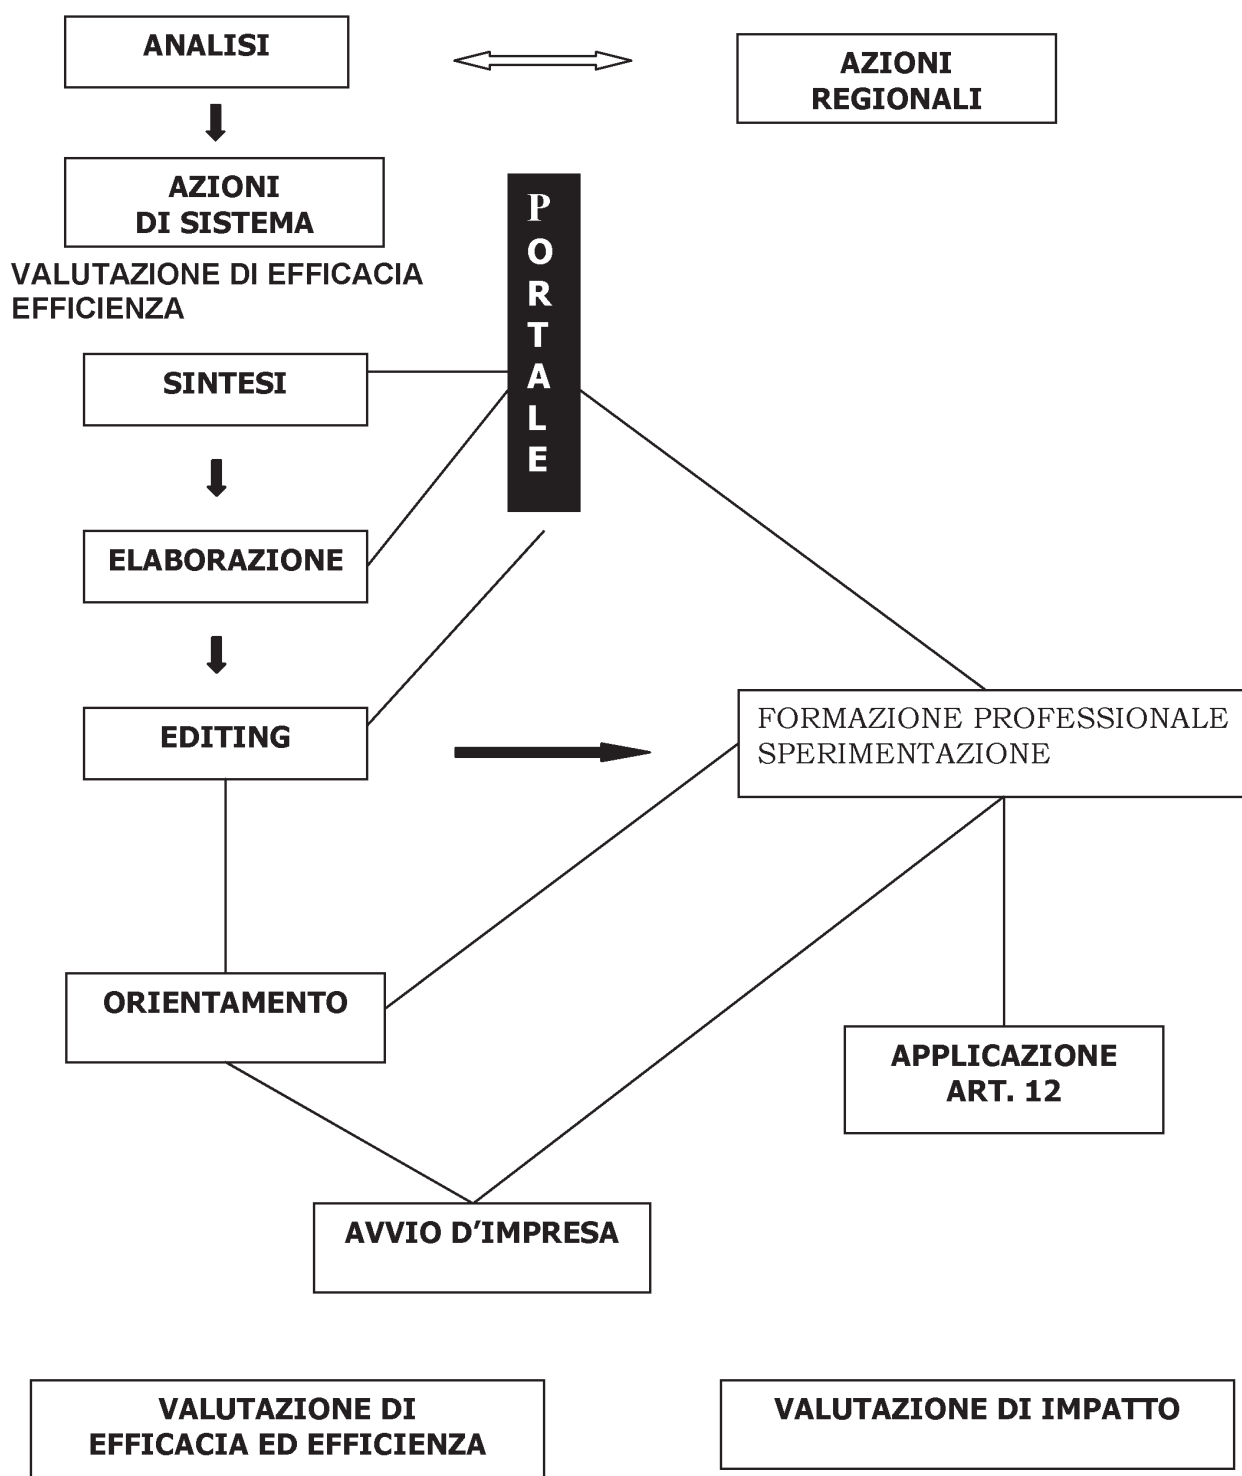 ANALISI
AZIONI
REGIONALI
AZIONI
DI SISTEMA
PORTALE
VALUTAZIONE DI EFFICACIA
EFFICIENZA
SINTESI
ELABORAZIONE
EDITING
FORMAZIONE PROFESSIONALE
SPERIMENTAZIONE
ORIENTAMENTO
APPLICAZIONE
ART. 12
AVVIO D’IMPRESA
VALUTAZIONE DI
EFFICACIA ED EFFICIENZA
VALUTAZIONE DI IMPATTO